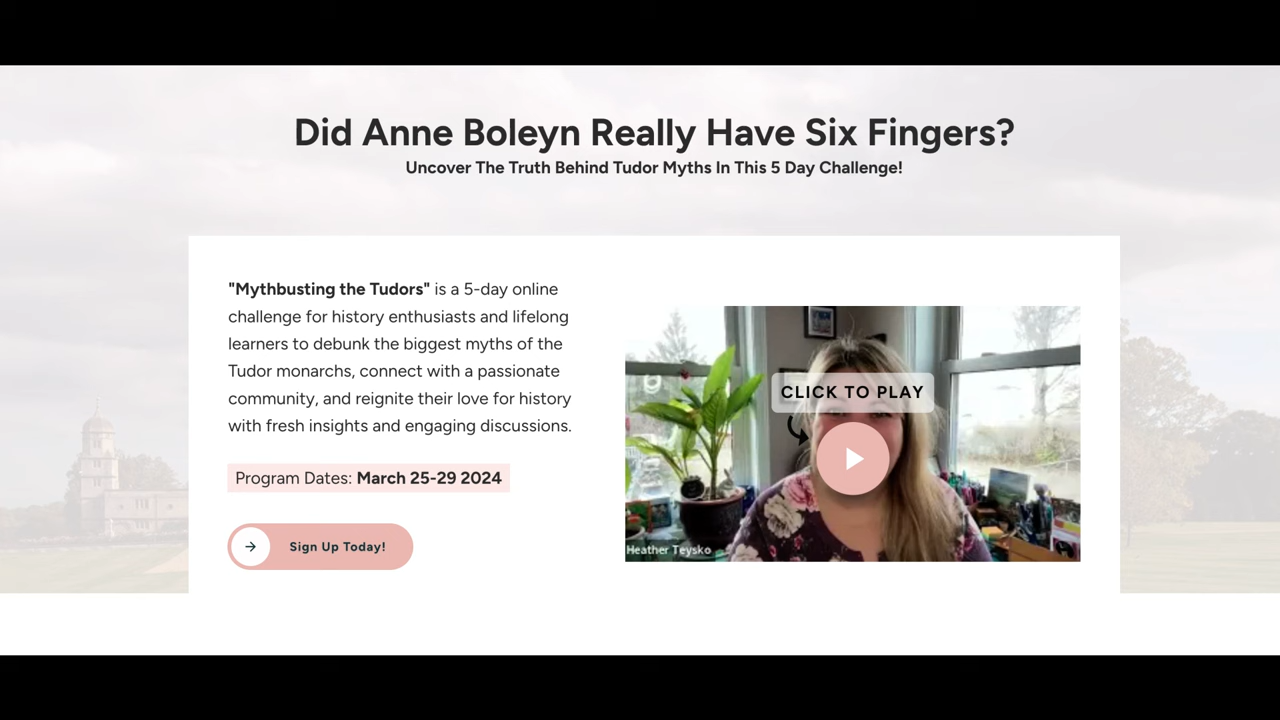 Did Anne Boleyn Really Have Six Fingers?
Uncover The Truth Behind Tudor Myths In This 5 Day Challenge!
"Mythbusting the Tudors" is a 5-day online
challenge for history enthusiasts and lifelong
learners to debunk the biggest myths of the
Tudor monarchs, connect with a passionate
community, and reignite their love for history
with fresh insights and engaging discussions.
Program Dates: March 25-29 2024
Sign Up Today!
CLICK TO PLAY
Heather Teysko